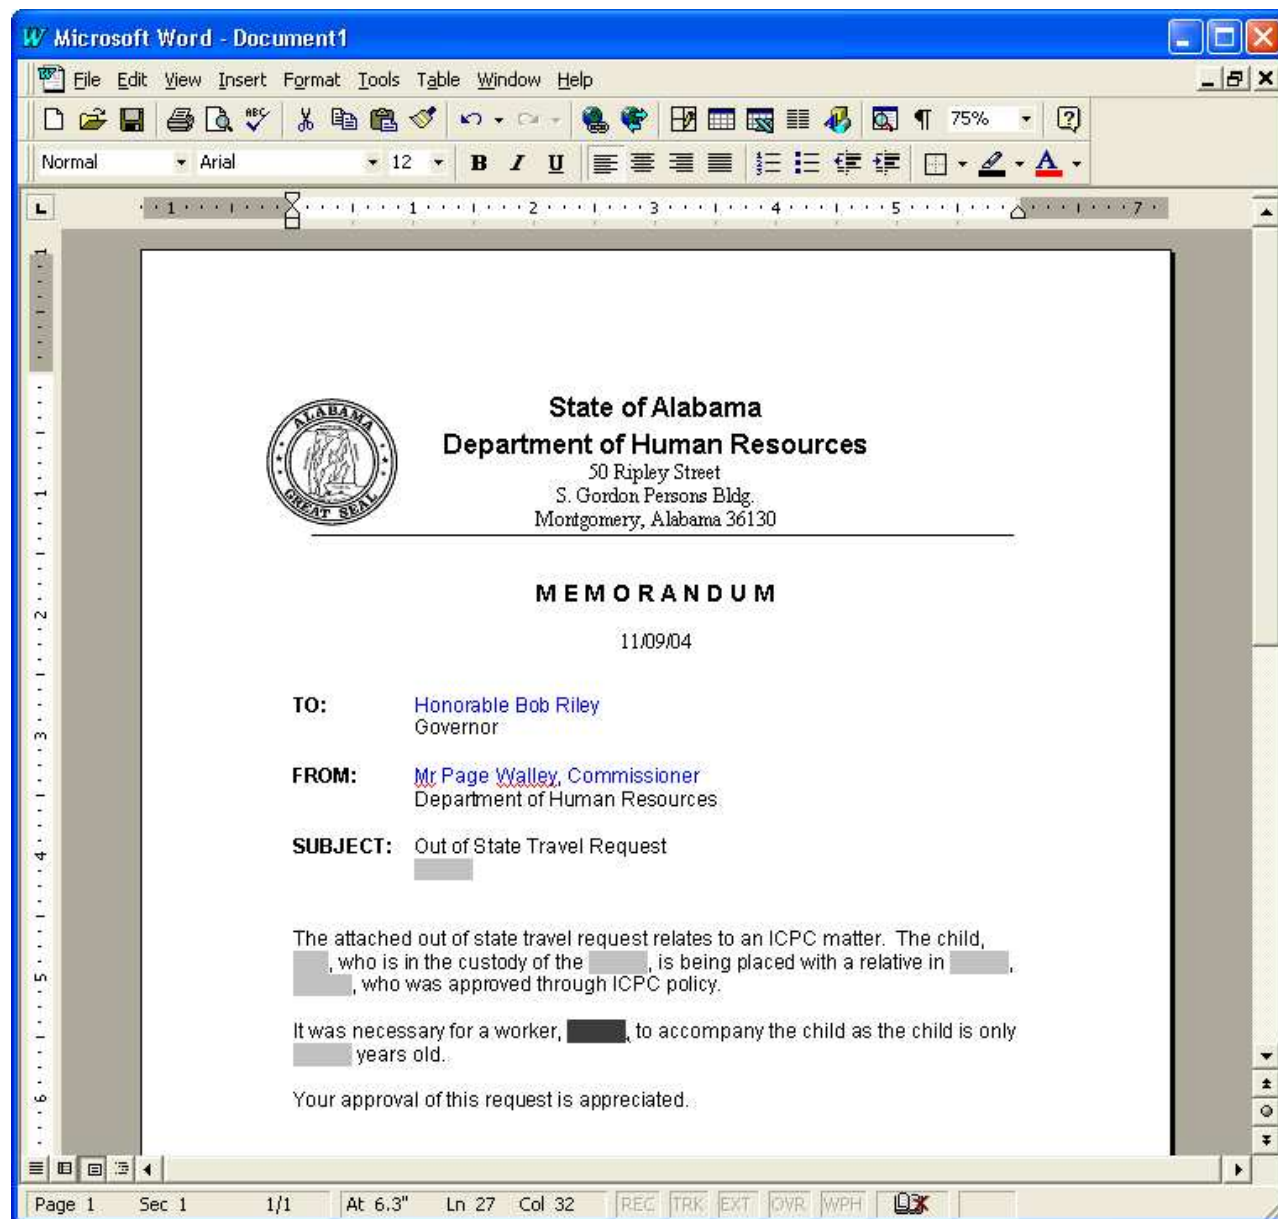 Microsoft Word - Document1
File Edit View Insert Format Tools Table Window Help
75%
Normal Arial 12 B I U A
1 1 2 3 4 5 7
ALABAMA
GREAT SEAL
State of Alabama
Department of Human Resources
50 Ripley Street
S. Gordon Persons Bldg.
Montgomery, Alabama 36130
MEMORANDUM
11/09/04
TO: Honorable Bob Riley
Governor
FROM: Mr Page Walley, Commissioner
Department of Human Resources
SUBJECT: Out of State Travel Request
The attached out of state travel request relates to an ICPC matter. The child,
, who is in the custody of the , is being placed with a relative in ,
, who was approved through ICPC policy.
It was necessary for a worker, , to accompany the child as the child is only
years old.
Your approval of this request is appreciated.
Page 1 Sec 1 1/1 At 6.3" Ln 27 Col 32 REC TRK EXT OVR WPH